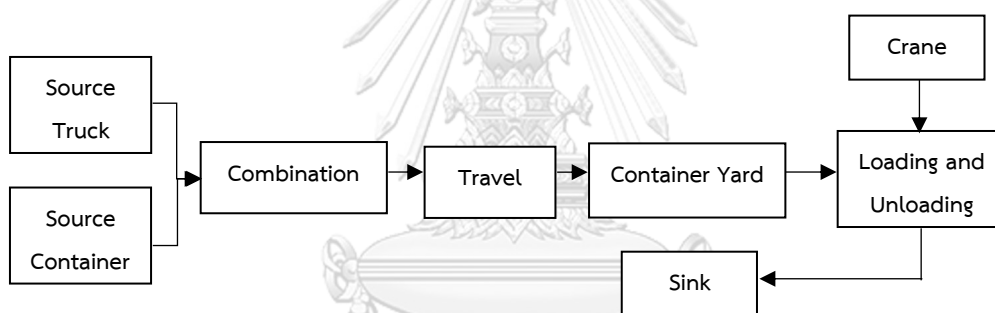 Source
Truck
Source
Container
Combination
Travel
Container Yard
Crane
Loading and
Unloading
Sink